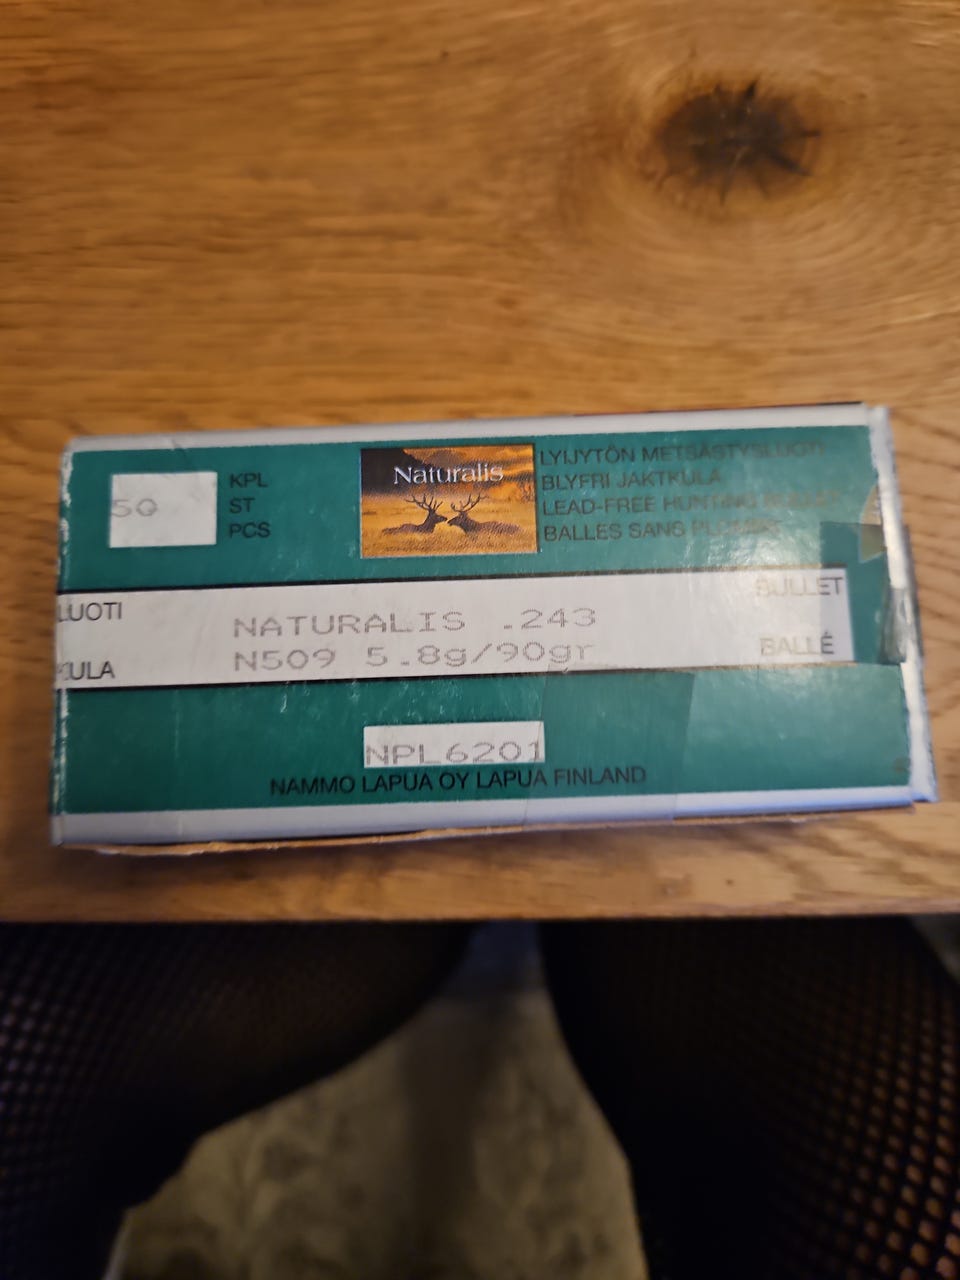 50
KPL
ST
PCS
Naturalis
LYIJYTÖN METSÄSTYSLUOTI
BLYFRI JAKTKULA
LEAD-FREE HUNTING BULLET
BALLES SANS PLOMB
LUOTI
KULA
NATURALIS .243
N509 5.8g/90gr
BULLET
BALLE
NPL6201
NAMMO LAPUA OY LAPUA FINLAND